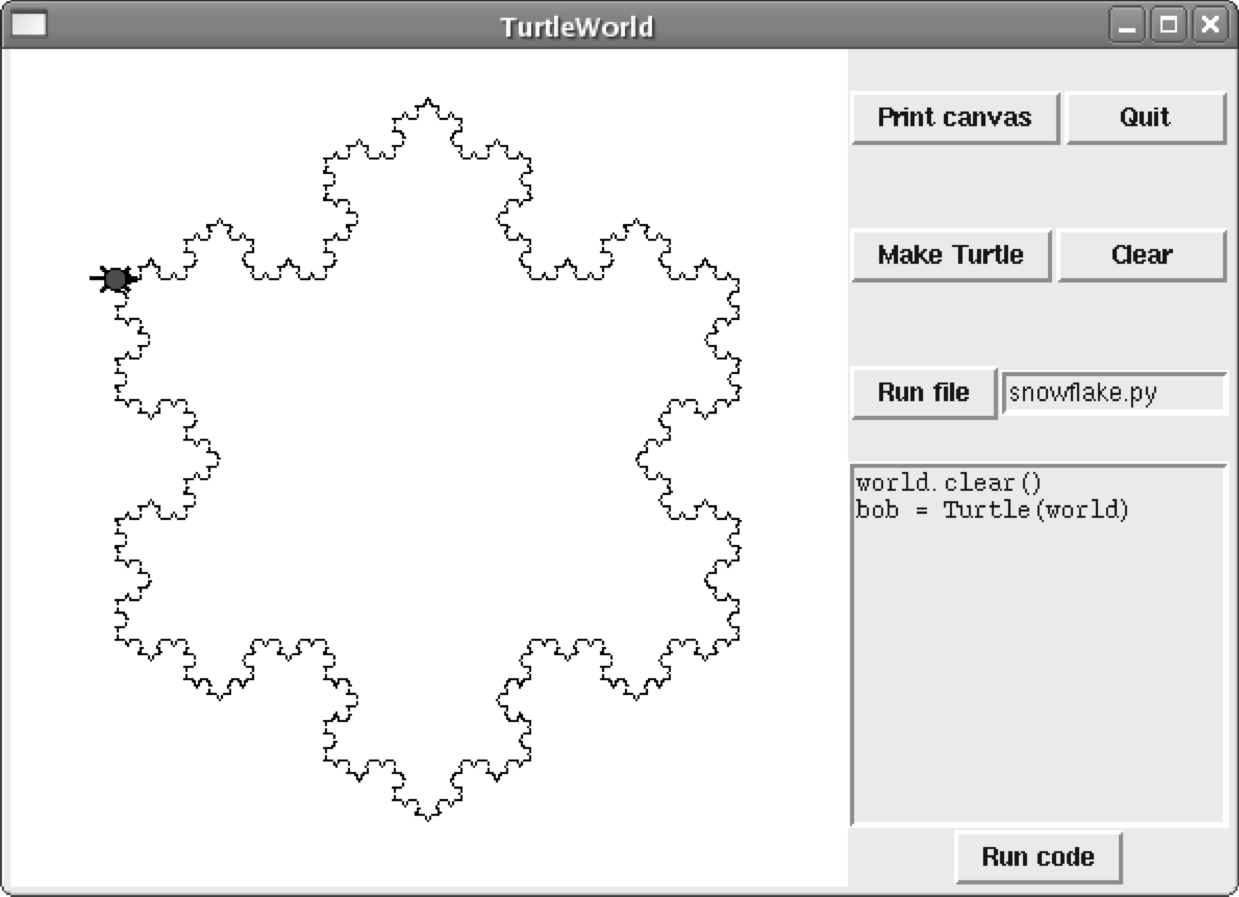 TurtleWorld
Print canvas
Quit
Make Turtle
Clear
Run file
snowflake.py
world.clear()
bob = Turtle(world)
Run code